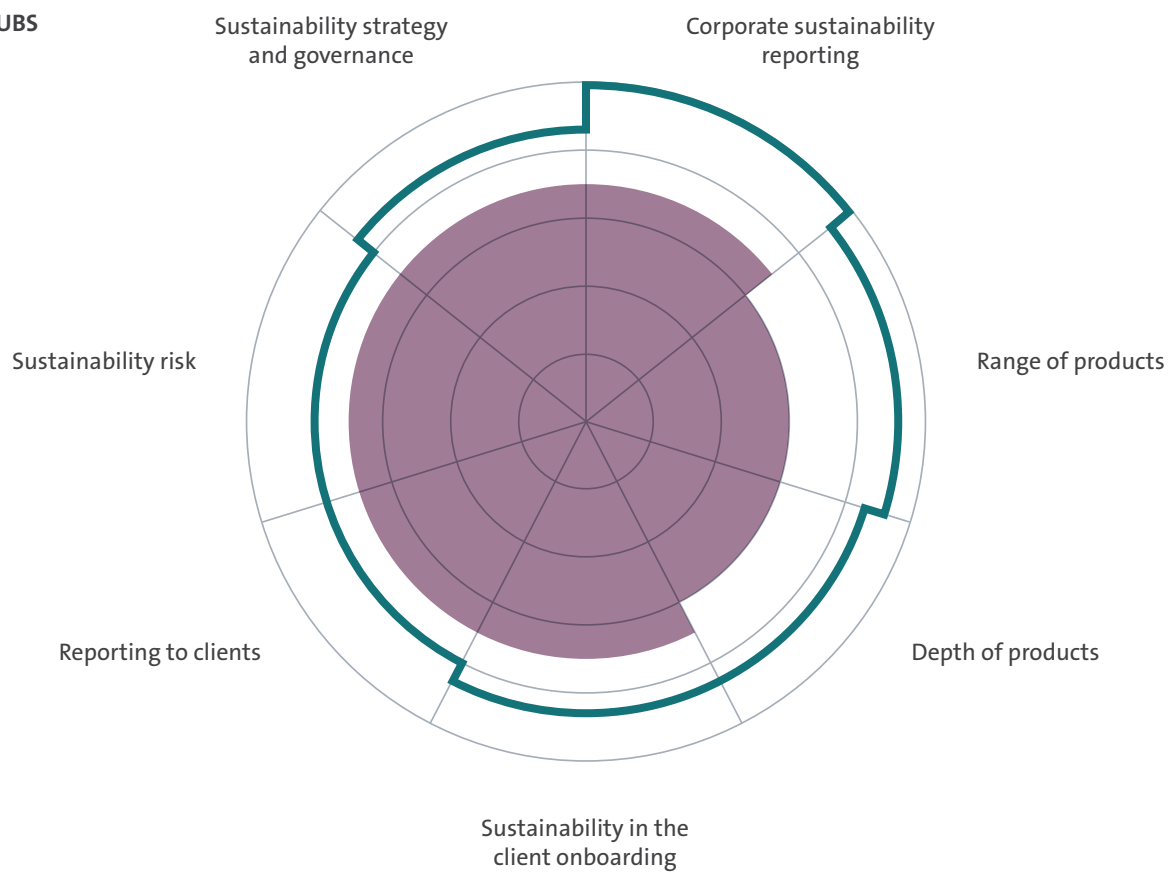 UBS
Sustainability strategy
and governance
Corporate sustainability
reporting
Sustainability risk
Range of products
Reporting to clients
Depth of products
Sustainability in the
client onboarding